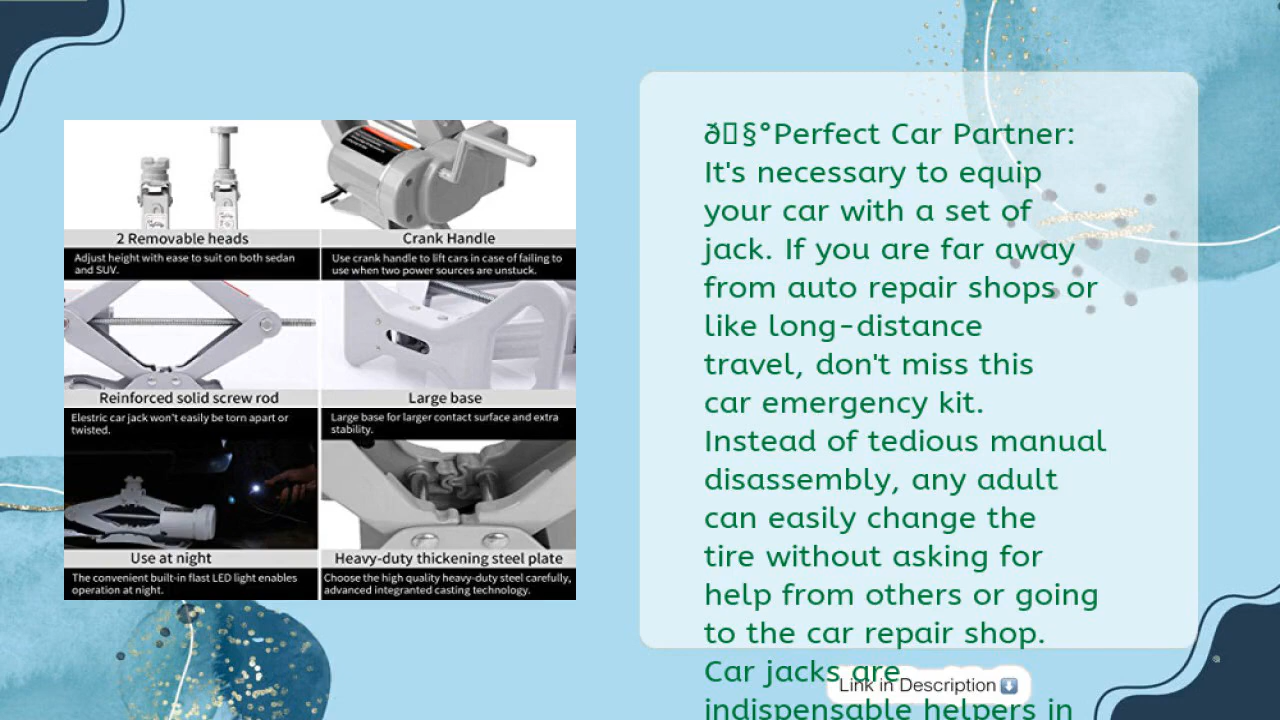 2 Removable heads
Adjust height with ease to suit on both sedan
and SUV.
Crank Handle
Use crank handle to lift cars in case of failing to
use when two power sources are unstuck.
Reinforced solid screw rod
Elestric car jack won't easily be torn apart or
twisted.
Large base
Large base for larger contact surface and extra
stability.
Use at night
The convenient built-in flast LED light enables
operation at night.
Heavy-duty thickening steel plate
Choose the high quality heavy-duty steel carefully,
advanced integranted casting technology.
ð▯§°Perfect Car Partner:
It's necessary to equip
your car with a set of
jack. If you are far away
from auto repair shops or
like long-distance
travel, don't miss this
car emergency kit.
Instead of tedious manual
disassembly, any adult
can easily change the
tire without asking for
help from others or going
to the car repair shop.
Car jacks are
indispensable helpers in
Link in Description ⬇️